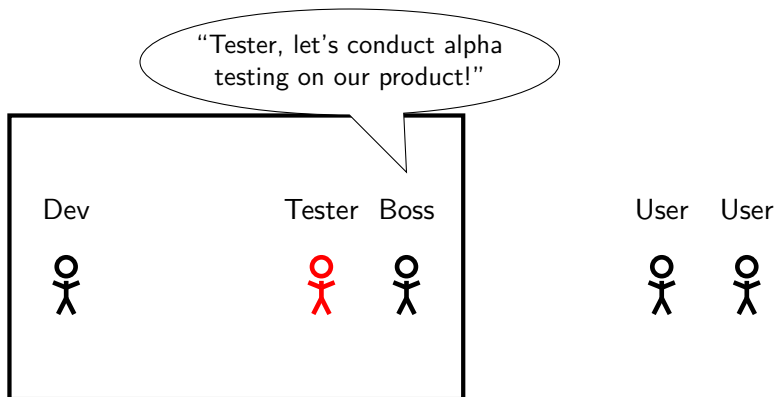 “Tester, let's conduct alpha
testing on our product!”
Dev Tester Boss User User